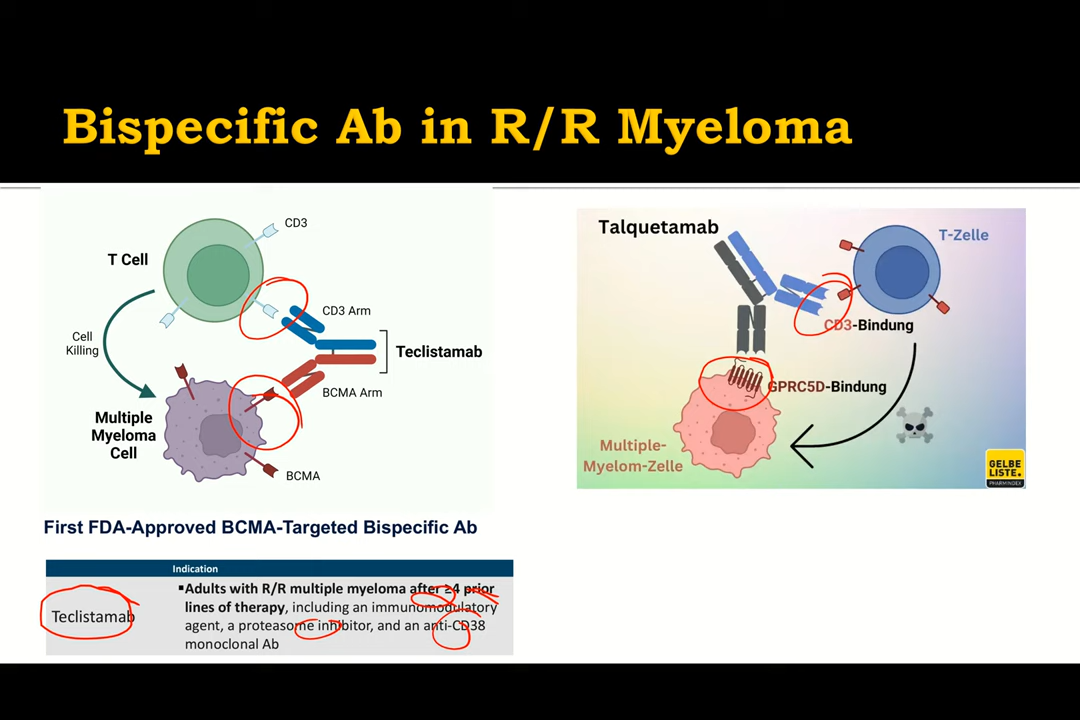 Bispecific Ab in R/R Myeloma
CD3
T Cell
CD3 Arm
Cell
Killing
Teclistamab
BCMA Arm
Multiple
Myeloma
Cell
BCMA
First FDA-Approved BCMA-Targeted Bispecific Ab
Indication
Teclistamab
▪Adults with R/R multiple myeloma after ≥4 prior
lines of therapy, including an immunomodulatory
agent, a proteasome inhibitor, and an anti-CD38
monoclonal Ab
Talquetamab
T-Zelle
CD3-Bindung
GPRC5D-Bindung
Multiple-
Myelom-Zelle
GELBE
LISTE.
PHARMINDEX